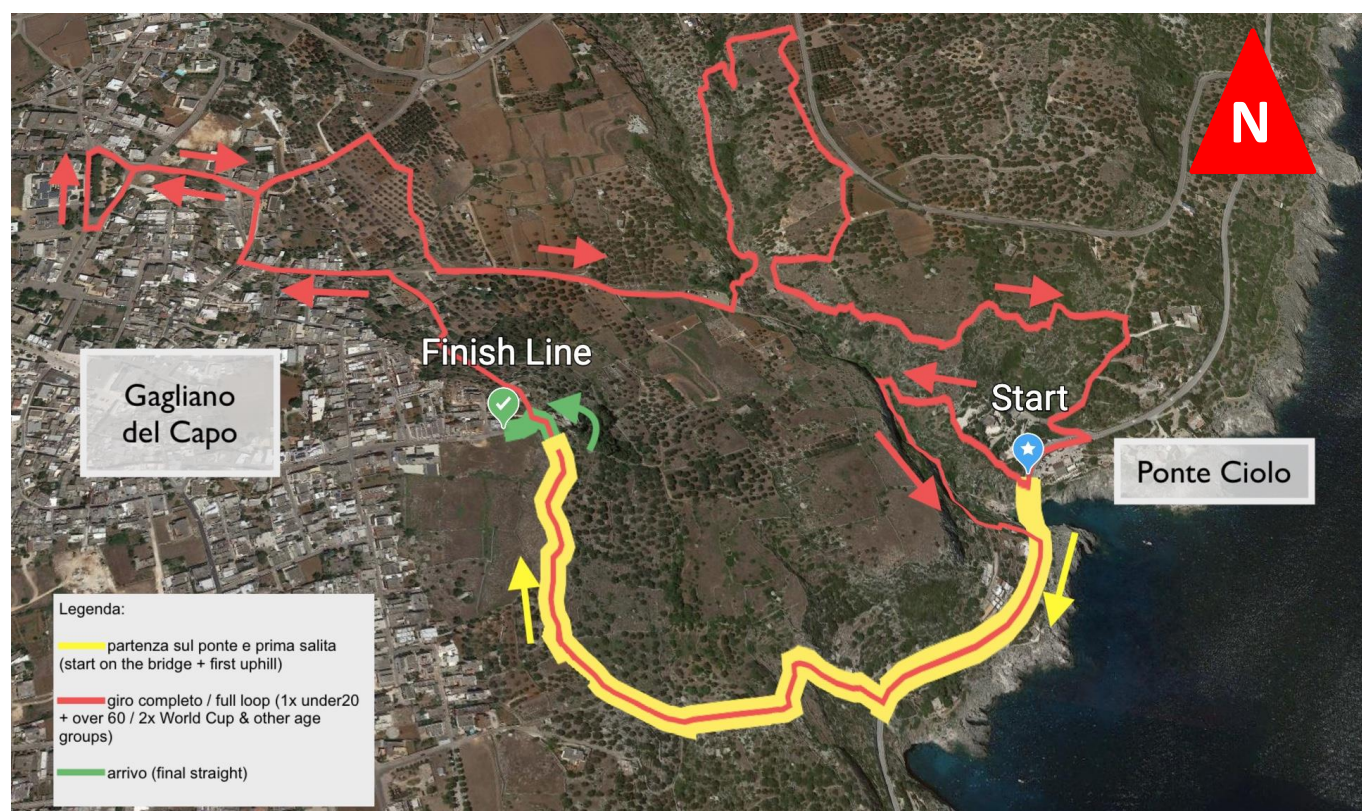 N
Finish Line
Gagliano
del Capo
Start
Ponte Ciolo
Legenda:
partenza sul ponte e prima salita
(start on the bridge + first uphill)
giro completo / full loop (1x under20
+ over 60 / 2x World Cup & other age
groups)
arrivo (final straight)